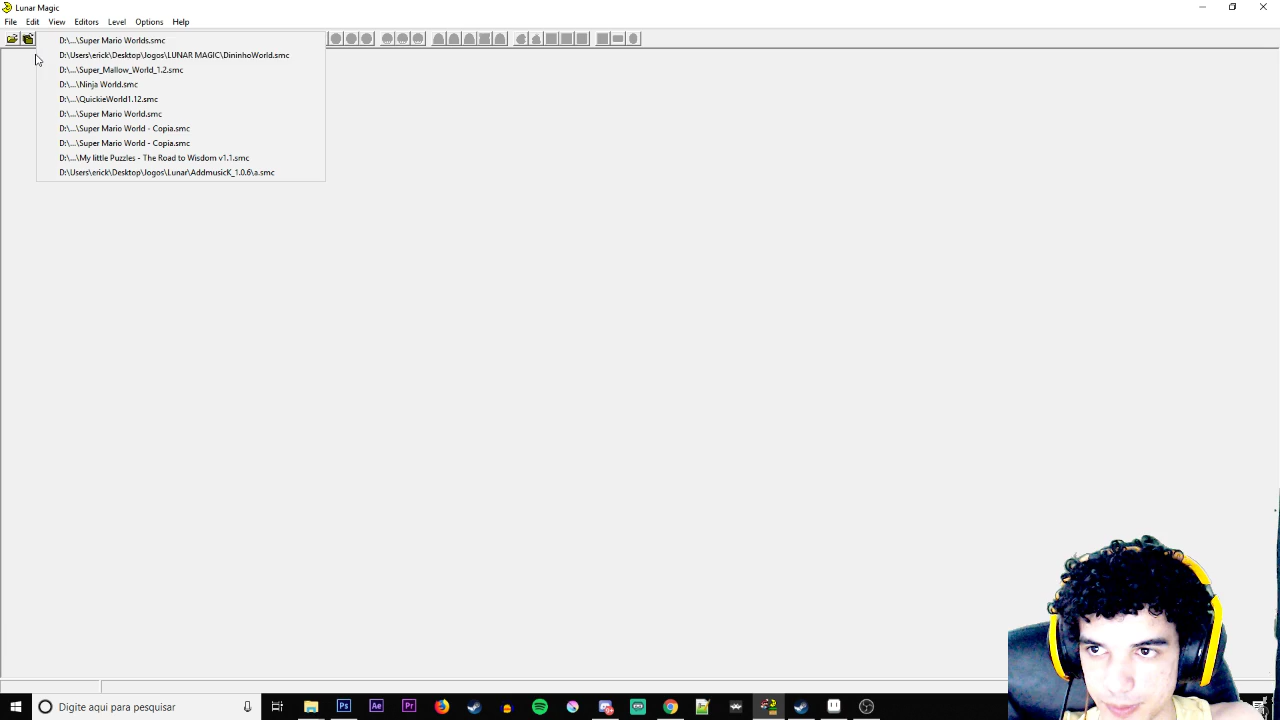 Lunar Magic
File Edit View Editors Level Options Help
D:\...\Super Mario Worlds.smc
D:\Users\erick\Desktop\Jogos\LUNAR MAGIC\DininhoWorld.smc
D:\...\Super_Mallow_World_1.2.smc
D:\...\Ninja World.smc
D:\...\QuickieWorld1.12.smc
D:\...\Super Mario World.smc
D:\...\Super Mario World - Copia.smc
D:\...\Super Mario World - Copia.smc
D:\...\My little Puzzles - The Road to Wisdom v1.1.smc
D:\Users\erick\Desktop\Jogos\Lunar\AddmusicK_1.0.6\a.smc
Digite aqui para pesquisar
Ps Ae Pr